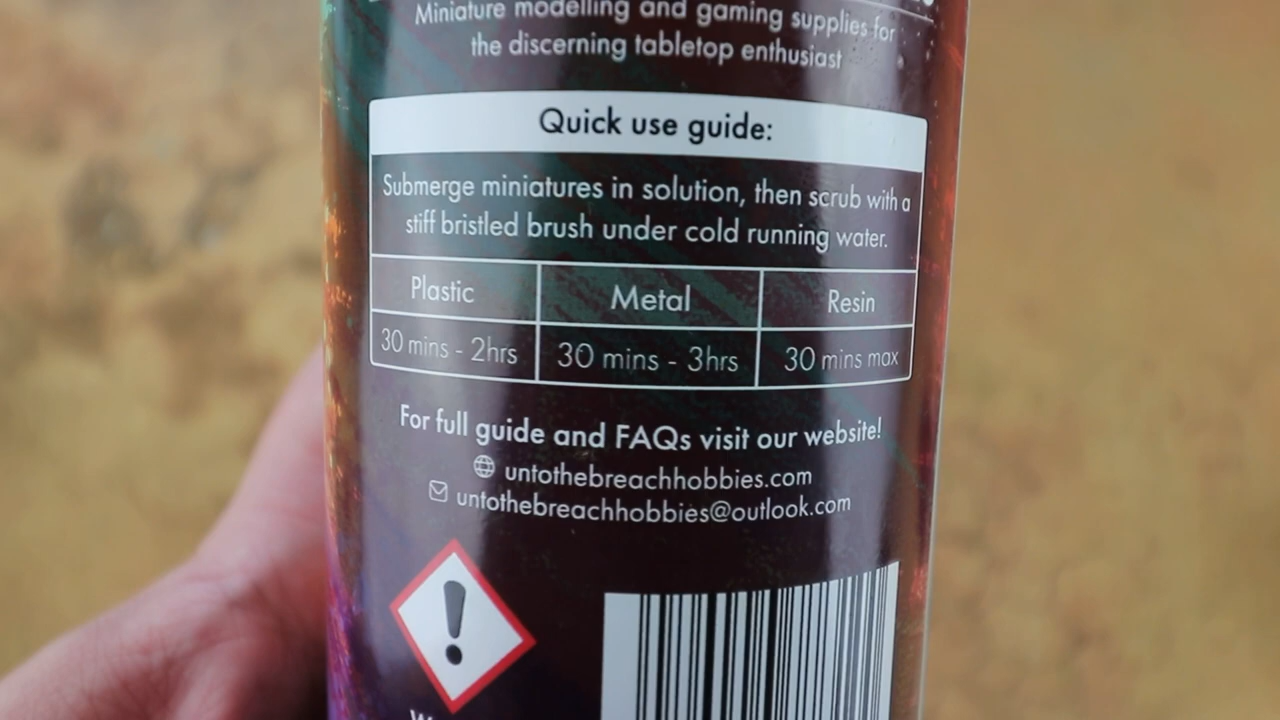 Miniature modelling and gaming supplies for
the discerning tabletop enthusiast
Quick use guide:
Submerge miniatures in solution, then scrub with a
stiff bristled brush under cold running water.
Plastic Metal Resin
30 mins - 2hrs 30 mins - 3hrs 30 mins max
For full guide and FAQs visit our website!
untothebreachhobbies.com
untothebreachhobbies@outlook.com